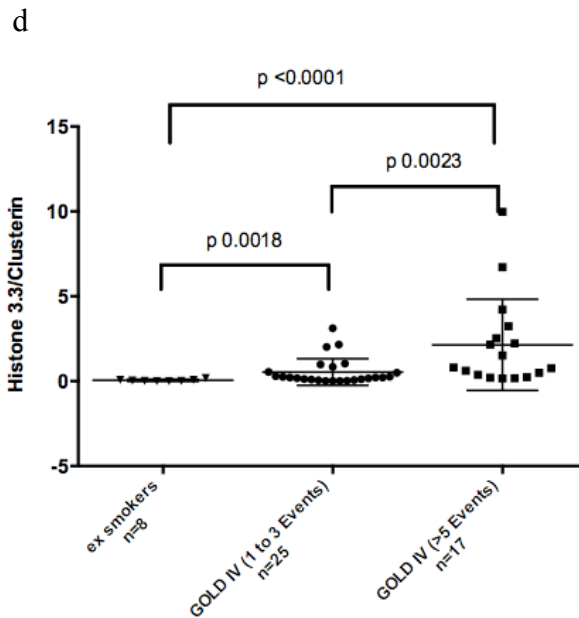 d
p <0.0001
p 0.0023
p 0.0018
Histone 3.3/Clusterin
15
10
5
0
-5
ex smokers
n=8
GOLD IV (1 to 3 Events)
n=25
GOLD IV (>5 Events)
n=17